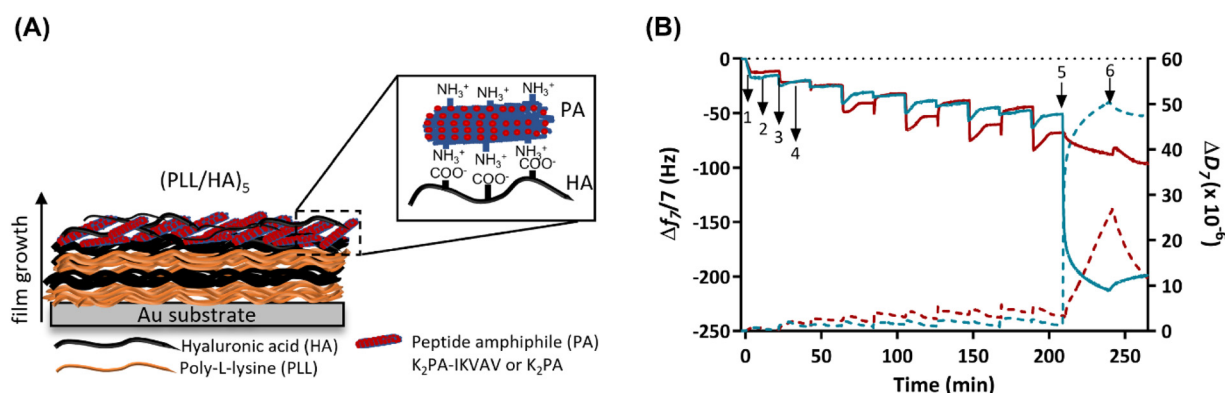 (A)
NH3+ NH3+ NH3+
PA
NH3+ NH3+ NH3+
COO- COO- COO-
HA
(PLL/HA)5
film growth
Au substrate
Hyaluronic acid (HA)
Poly-L-lysine (PLL)
Peptide amphiphile (PA)
K2PA-IKVAV or K2PA
(B)
Δf7/7 (Hz)
0
-50
-100
-150
-200
-250
1
2
3
4
5
6
0 50 100 150 200 250
Time (min)
60
50
40
30
20
10
0
ΔD7 (x 10-6)